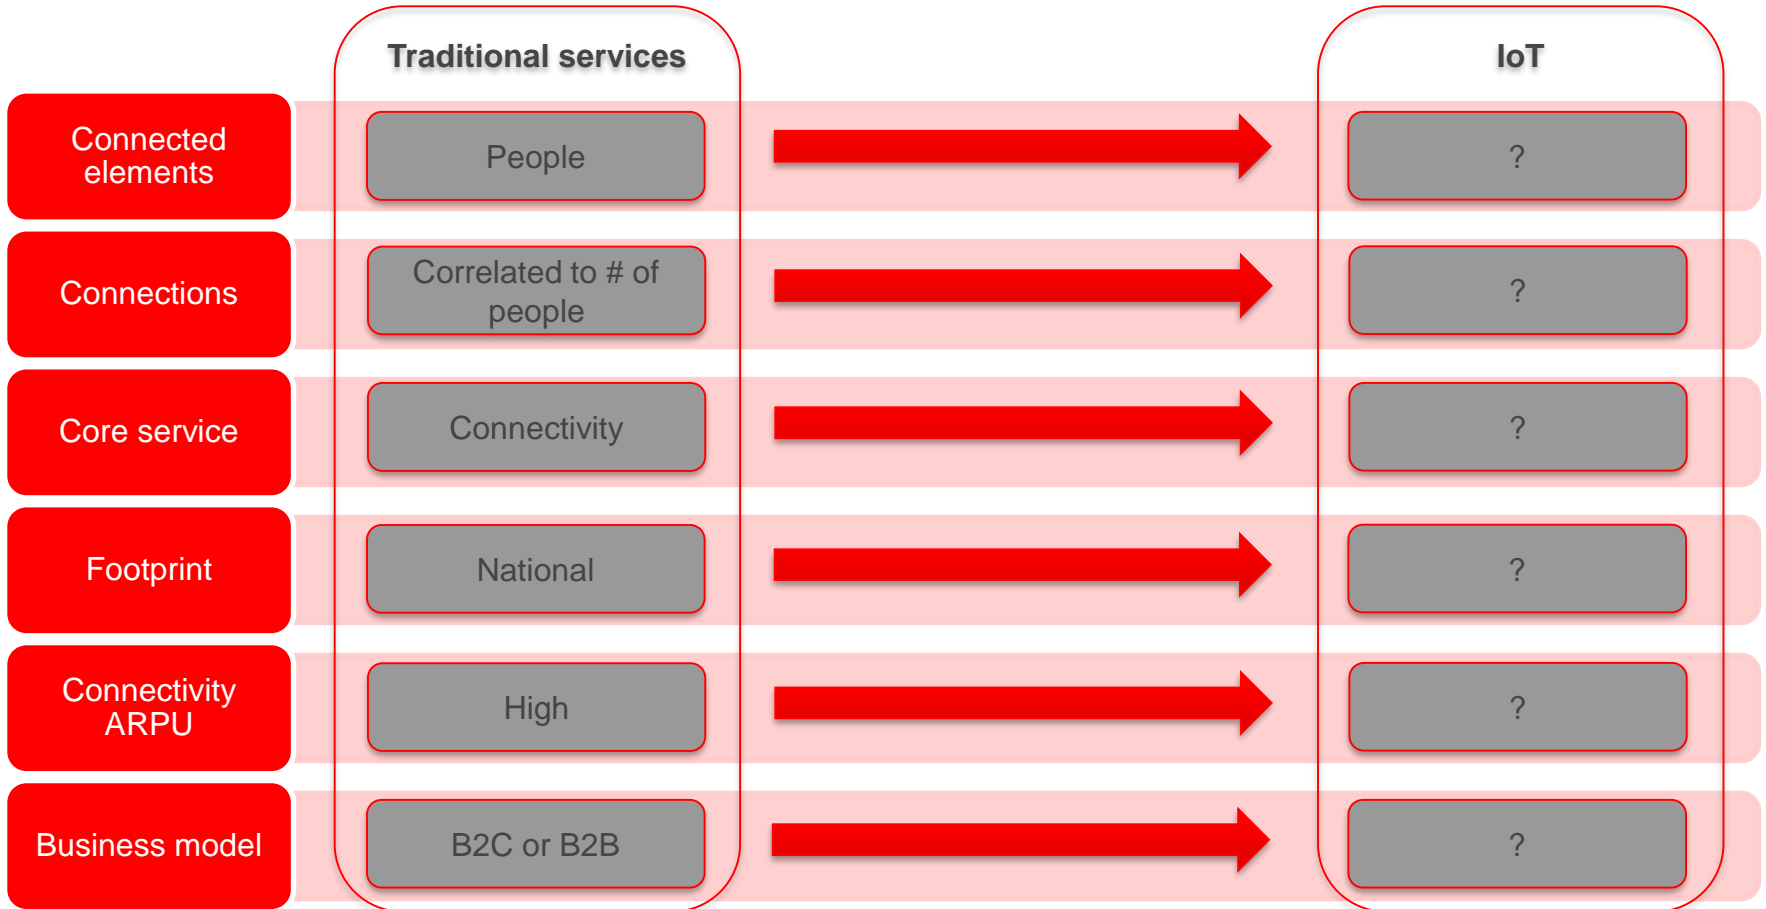 Traditional services
IoT
Connected
elements
People
?
Connections
Correlated to # of
people
?
Core service
Connectivity
?
Footprint
National
?
Connectivity
ARPU
High
?
Business model
B2C or B2B
?